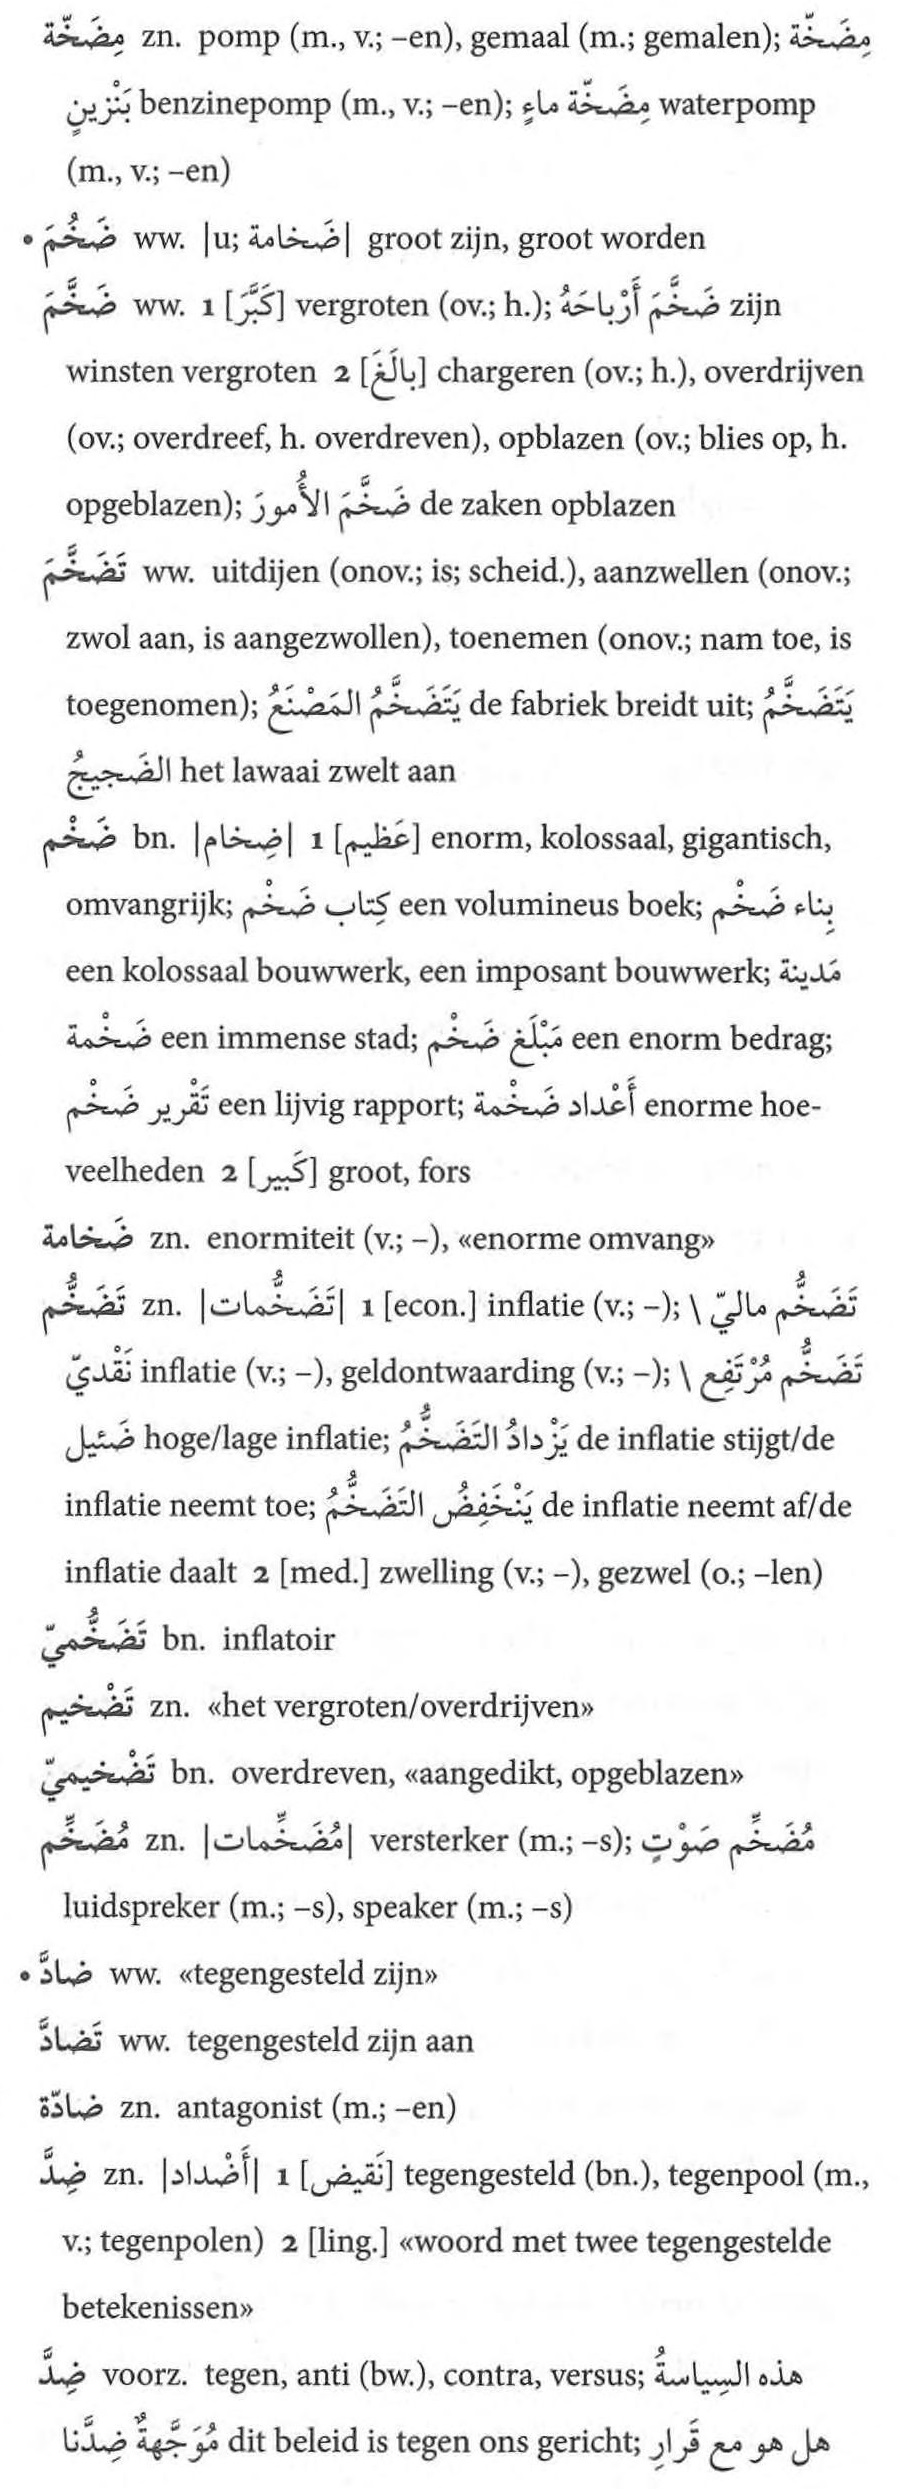 مِضَخّة zn. pomp (m., v.; –en), gemaal (m.; gemalen); مِضَخّة
بَنْزينٍ benzinepomp (m., v.; –en); مِضَخّة ماءٍ waterpomp
(m., v.; –en)
• ضَخُمَ ww. |u; ضَخامة| groot zijn, groot worden
ضَخَّمَ ww. 1 [كَبَّرَ] vergroten (ov.; h.); ضَخَّمَ أَرْباحَهُ zijn
winsten vergroten 2 [بالَغَ] chargeren (ov.; h.), overdrijven
(ov.; overdreef, h. overdreven), opblazen (ov.; blies op, h.
opgeblazen); ضَخَّمَ الأُمورَ de zaken opblazen
تَضَخَّمَ ww. uitdijen (onov.; is; scheid.), aanzwellen (onov.;
zwol aan, is aangezwollen), toenemen (onov.; nam toe, is
toegenomen); يَتَضَخَّمُ المَصْنَعُ de fabriek breidt uit; يَتَضَخَّمُ
الضَجيجُ het lawaai zwelt aan
ضَخْم bn. |ضِخام| 1 [عَظيم] enorm, kolossaal, gigantisch,
omvangrijk; كِتاب ضَخْم een volumineus boek; بِناء ضَخْم
een kolossaal bouwwerk, een imposant bouwwerk; مَدينة
ضَخْمة een immense stad; مَبْلَغ ضَخْم een enorm bedrag;
تَقْرير ضَخْم een lijvig rapport; أَعْداد ضَخْمة enorme hoe-
veelheden 2 [كَبير] groot, fors
ضَخامة zn. enormiteit (v.; –), «enorme omvang»
تَضَخُّم zn. |تَضَخُّمات| 1 [econ.] inflatie (v.; –); تَضَخُّم ماليّ \
نَقْديّ inflatie (v.; –), geldontwaarding (v.; –); تَضَخُّم مُرْتَفِع \
ضَئيل hoge/lage inflatie; يَزْدادُ التَضَخُّمُ de inflatie stijgt/de
inflatie neemt toe; يَنْخَفِضُ التَضَخُّمُ de inflatie neemt af/de
inflatie daalt 2 [med.] zwelling (v.; –), gezwel (o.; –len)
تَضَخُّميّ bn. inflatoir
تَضْخيم zn. «het vergroten/overdrijven»
تَضْخيميّ bn. overdreven, «aangedikt, opgeblazen»
مُضَخِّم zn. |مُضَخِّمات| versterker (m.; –s); مُضَخِّم صَوْتٍ
luidspreker (m.; –s), speaker (m.; –s)
• ضادَّ ww. «tegengesteld zijn»
تَضادَّ ww. tegengesteld zijn aan
ضادّة zn. antagonist (m.; –en)
ضِدَّ zn. |أَضْداد| 1 [نَقيض] tegengesteld (bn.), tegenpool (m.,
v.; tegenpolen) 2 [ling.] «woord met twee tegengestelde
betekenissen»
ضِدَّ voorz. tegen, anti (bw.), contra, versus; هذه السِياسةُ
مُوَجَّهةٌ ضِدَّنا dit beleid is tegen ons gericht; هل هو مع قَرارِ